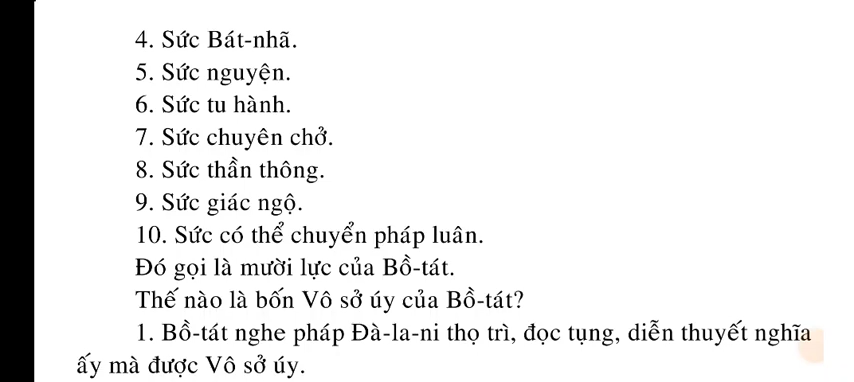 4. Sức Bát-nhã.
5. Sức nguyện.
6. Sức tu hành.
7. Sức chuyên chở.
8. Sức thần thông.
9. Sức giác ngộ.
10. Sức có thể chuyển pháp luân.
Đó gọi là mười lực của Bồ-tát.
Thế nào là bốn Vô sở úy của Bồ-tát?
1. Bồ-tát nghe pháp Đà-la-ni thọ trì, đọc tụng, diễn thuyết nghĩa
ấy mà được Vô sở úy.